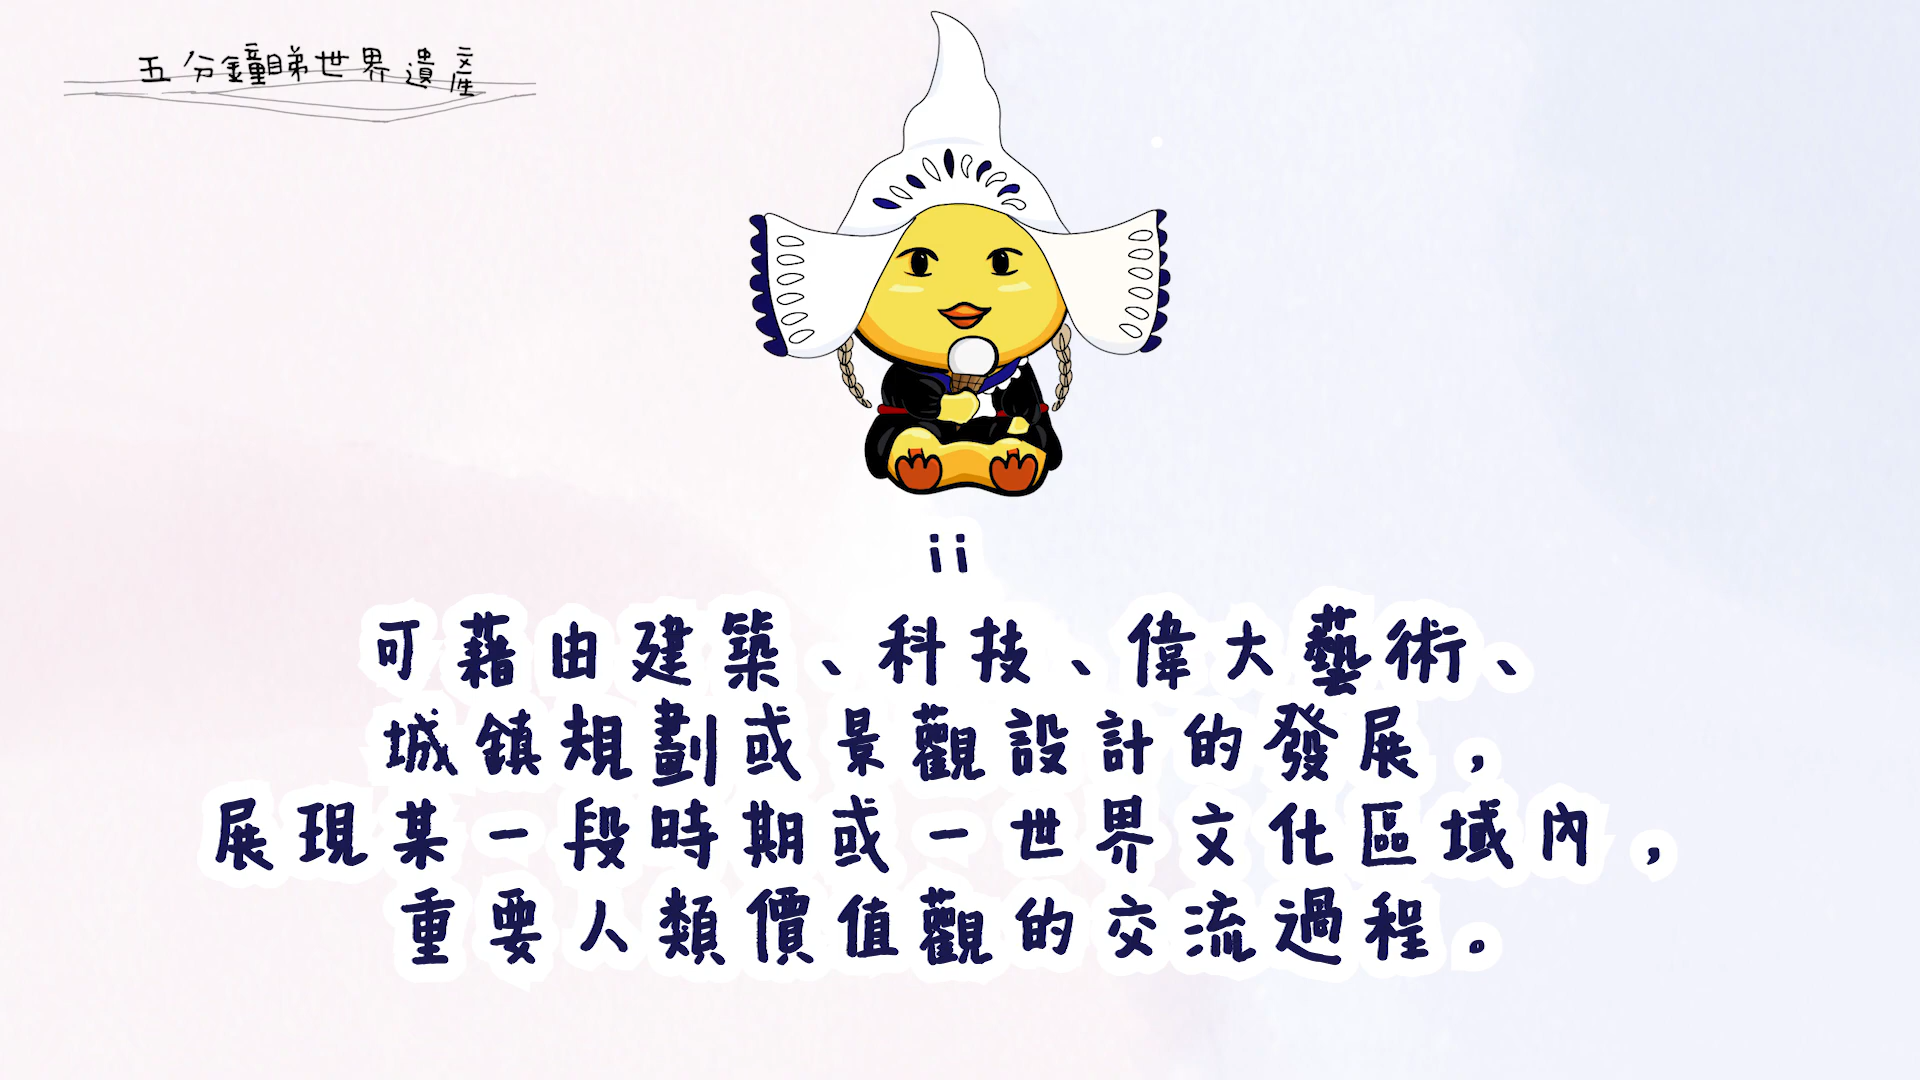 五分鐘睇世界遺產
ii
可藉由建築、科技、偉大藝術、
城鎮規劃或景觀設計的發展，
展現某一段時期或一世界文化區域內，
重要人類價值觀的交流過程。